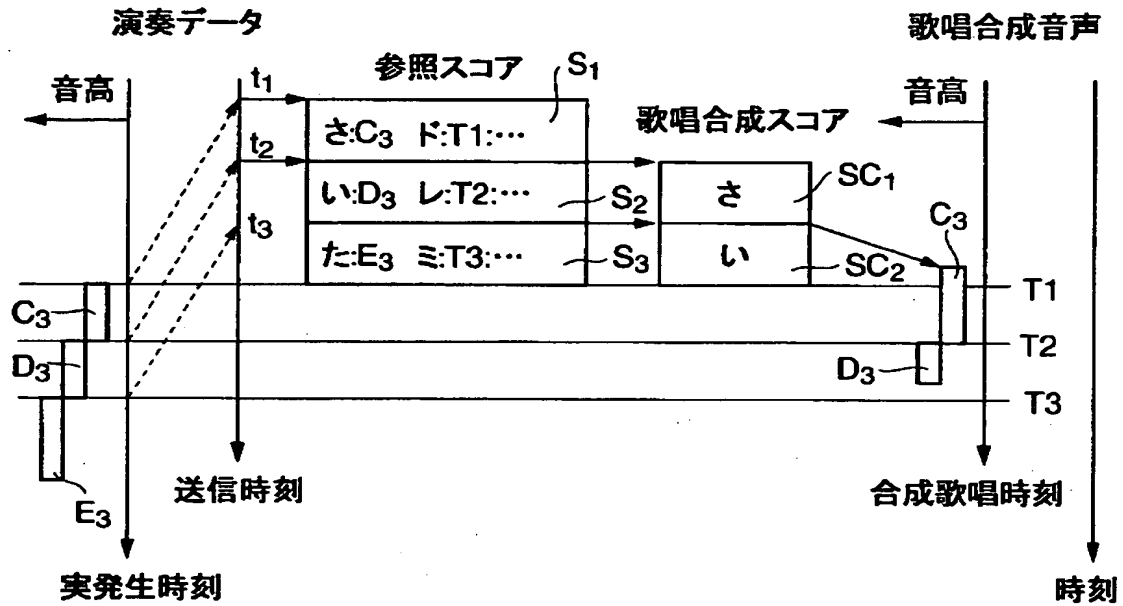 演奏データ
歌唱合成音声
音高
t1
参照スコア
S1
音高
さ:C3 ド:T1:…
t2
歌唱合成スコア
い:D3 レ:T2:…
S2
さ
SC1
t3
た:E3 ミ:T3:…
S3
い
SC2
C3
T1
C3
T2
D3
D3
T3
送信時刻
合成歌唱時刻
E3
実発生時刻
時刻